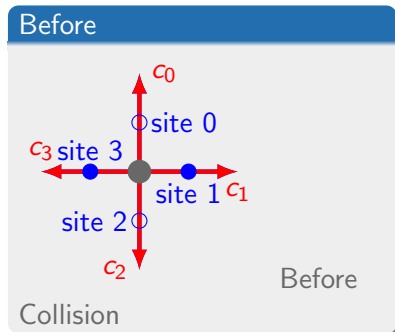 Before
c0
site 0
c3 site 3
site 1 c1
site 2
c2
Before
Collision